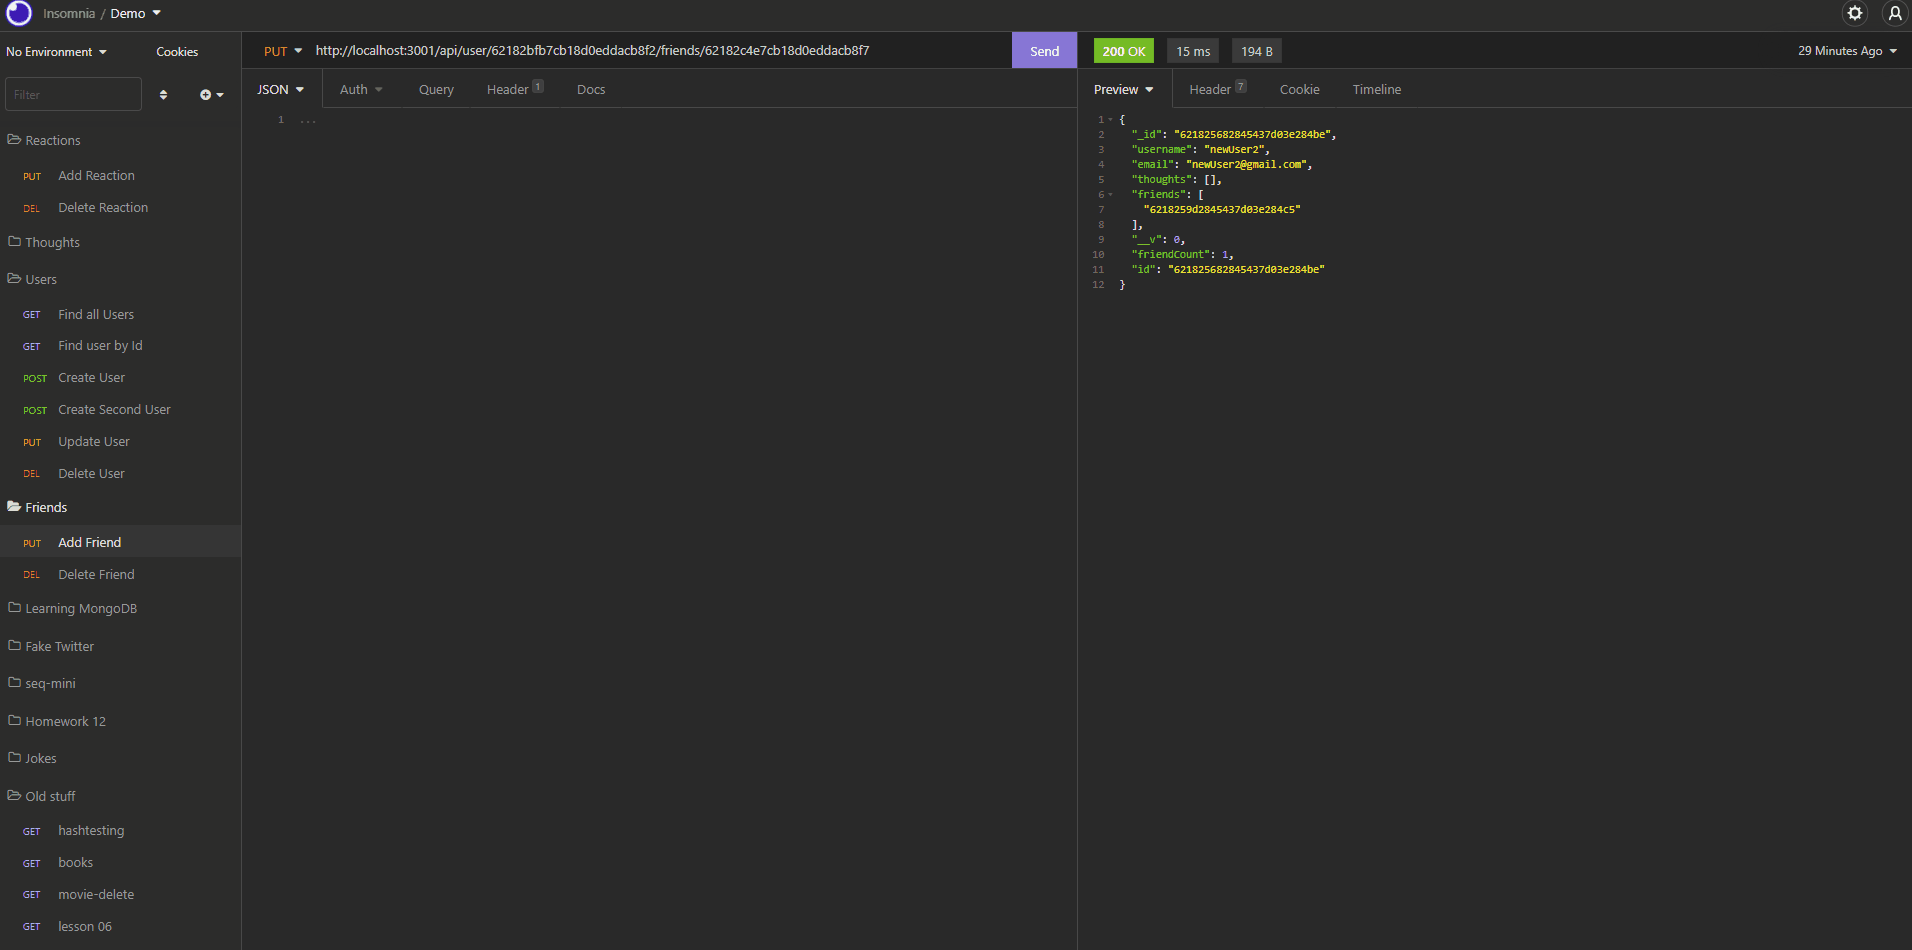 Insomnia / Demo
No Environment
Cookies
Filter
Reactions
PUT Add Reaction
DEL Delete Reaction
Thoughts
Users
GET Find all Users
GET Find user by Id
POST Create User
POST Create Second User
PUT Update User
DEL Delete User
Friends
PUT Add Friend
DEL Delete Friend
Learning MongoDB
Fake Twitter
seq-mini
Homework 12
Jokes
Old stuff
GET hashtesting
GET books
GET movie-delete
GET lesson 06
PUT http://localhost:3001/api/user/62182bfb7cb18d0eddacb8f2/friends/62182c4e7cb18d0eddacb8f7 Send
JSON Auth Query Header 1 Docs
1 ...
200 OK 15 ms 194 B 29 Minutes Ago
Preview Header 7 Cookie Timeline
1 {
2 "_id": "621825682845437d03e284be",
3 "username": "newUser2",
4 "email": "newUser2@gmail.com",
5 "thoughts": [],
6 "friends": [
7 "6218259d2845437d03e284c5"
8 ],
9 "__v": 0,
10 "friendCount": 1,
11 "id": "621825682845437d03e284be"
12 }